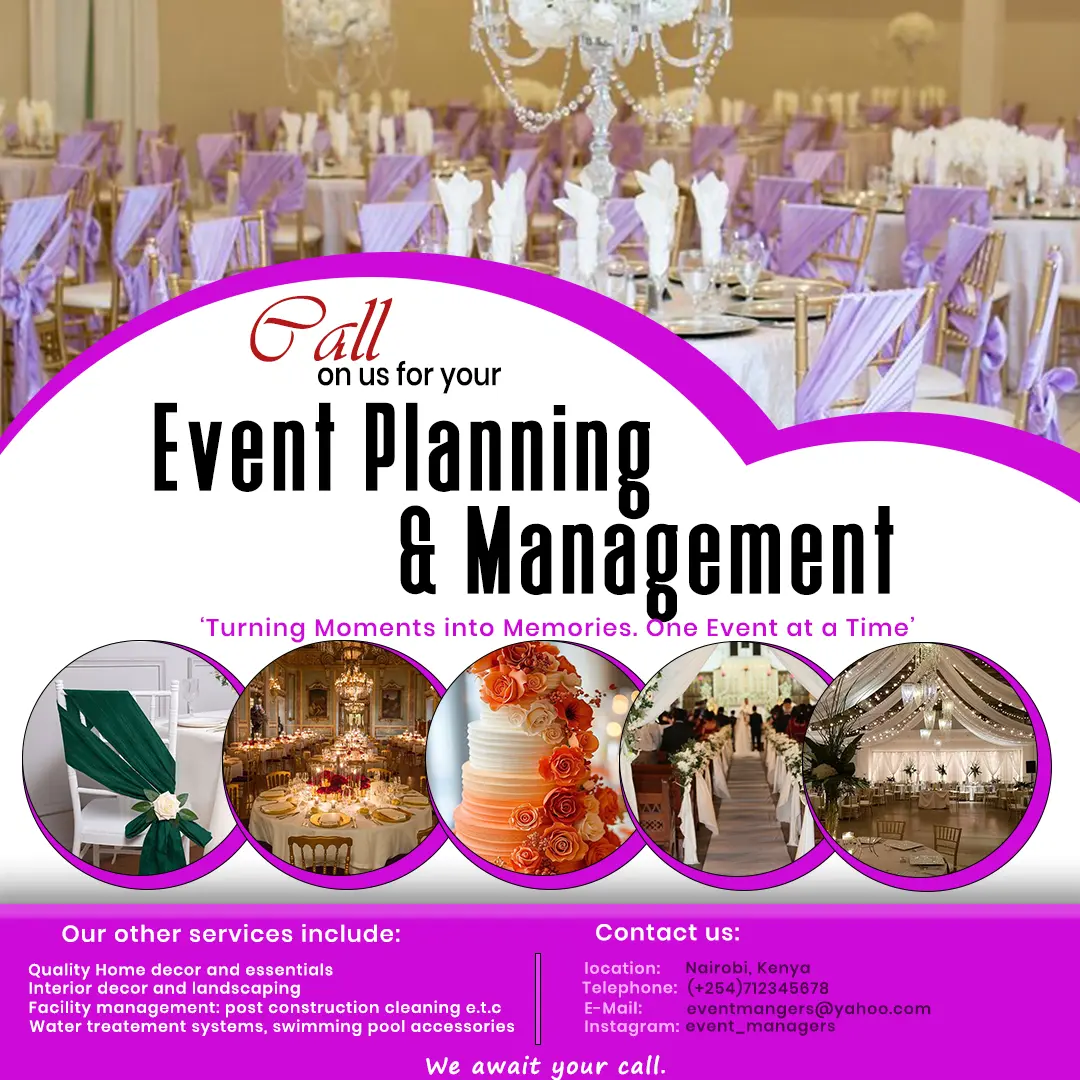 Call
on us for your
Event Planning
& Management
‘Turning Moments into Memories. One Event at a Time’
Our other services include:
Quality Home decor and essentials
Interior decor and landscaping
Facility management: post construction cleaning e.t.c
Water treatement systems, swimming pool accessories
Contact us:
location: Nairobi, Kenya
Telephone: (+254)712345678
E-Mail: eventmangers@yahoo.com
Instagram: event_managers
We await your call.